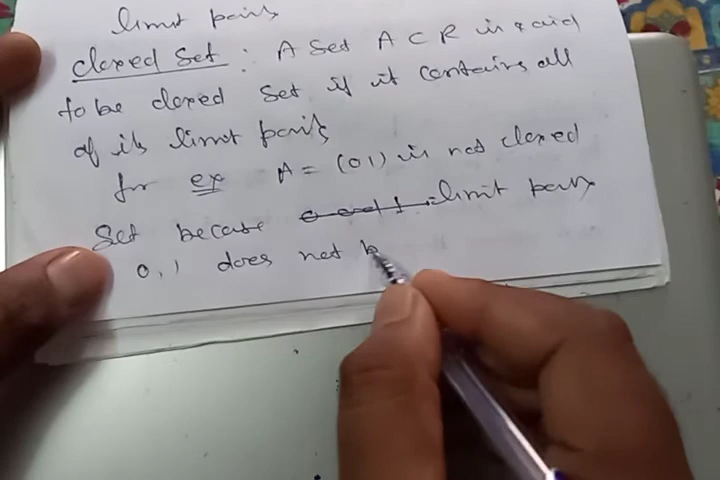 limit points
closed set : A set A ⊂ R is said
to be closed set if it contains all
of its limit points
for ex A = (0 1) is not closed
set because limit points
0, 1 does not b